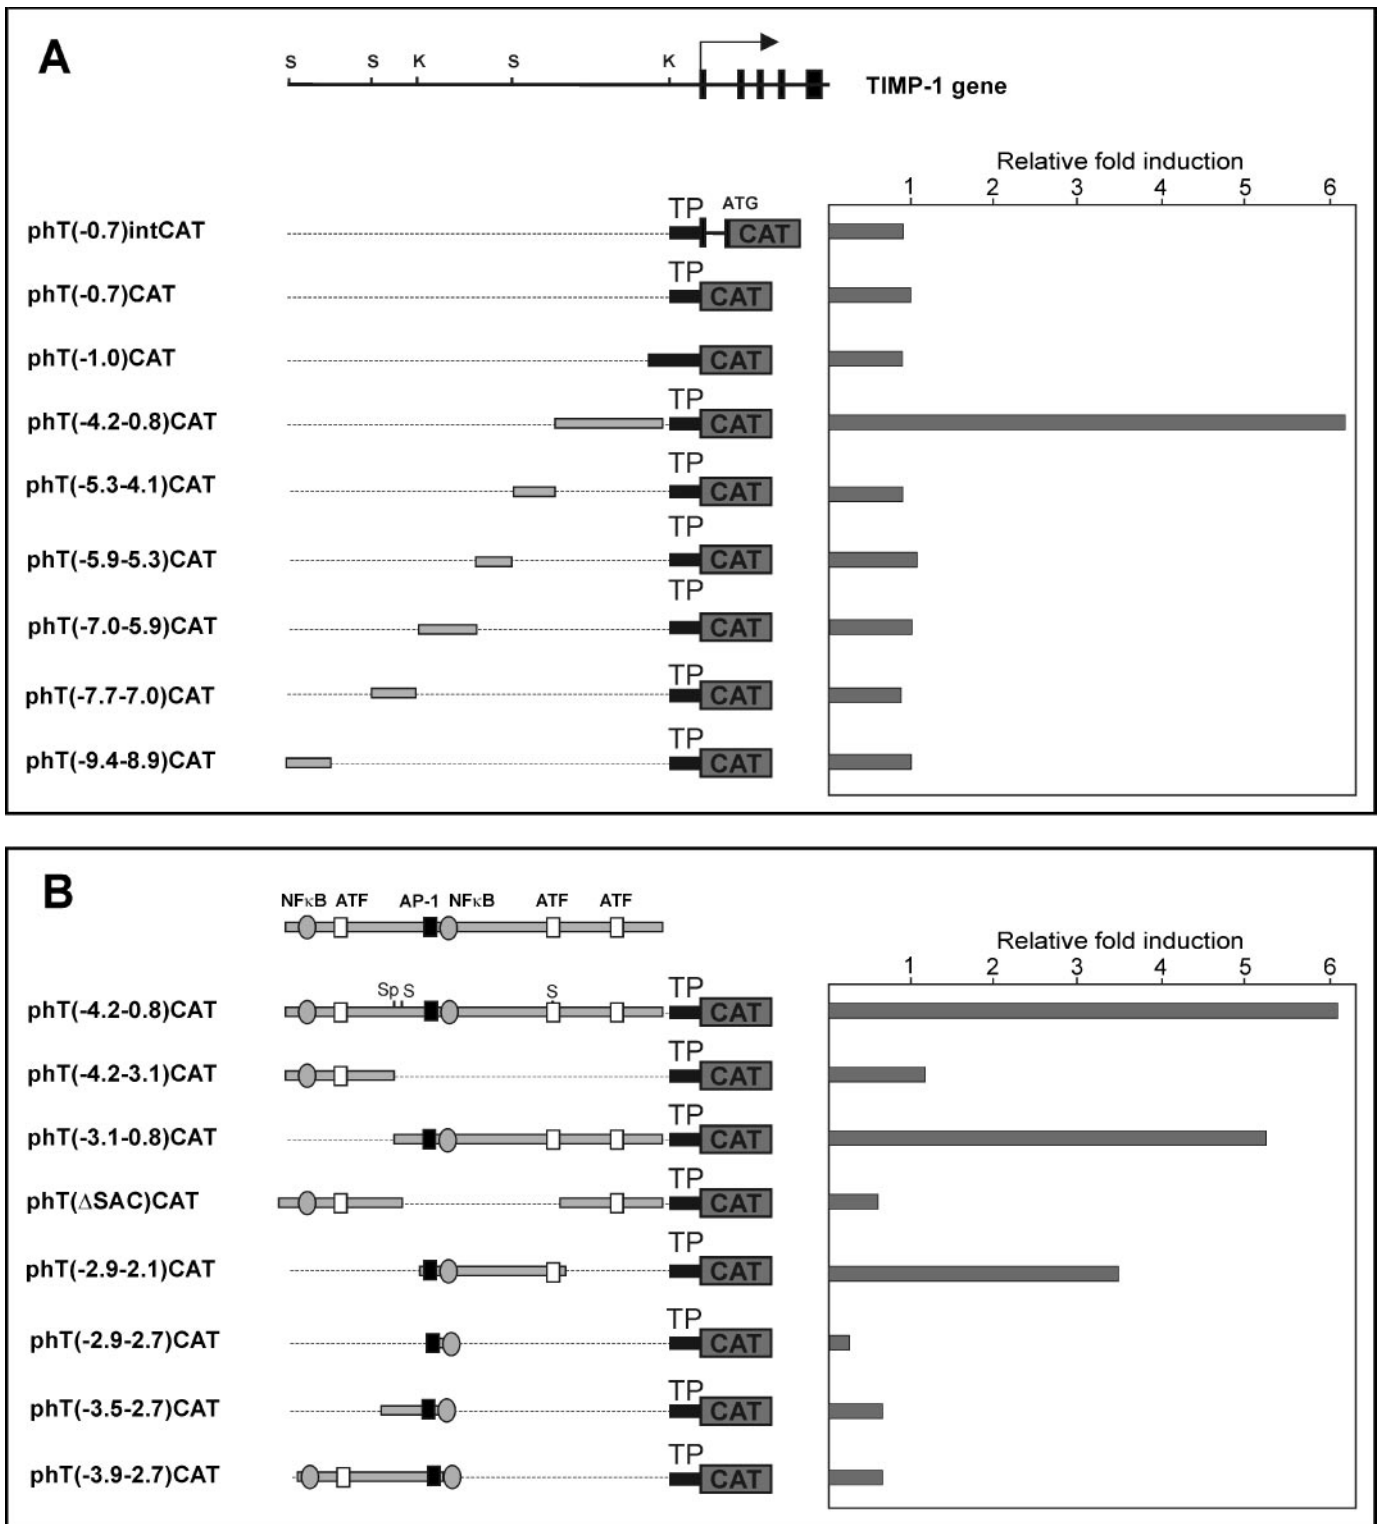 A
S S K S K
TIMP-1 gene
Relative fold induction
1 2 3 4 5 6
phT(-0.7)intCAT TP ATG CAT
phT(-0.7)CAT TP CAT
phT(-1.0)CAT CAT
phT(-4.2-0.8)CAT TP CAT
phT(-5.3-4.1)CAT TP CAT
phT(-5.9-5.3)CAT TP CAT
phT(-7.0-5.9)CAT TP CAT
phT(-7.7-7.0)CAT TP CAT
phT(-9.4-8.9)CAT TP CAT
B
NFκB ATF AP-1 NFκB ATF ATF
Relative fold induction
1 2 3 4 5 6
phT(-4.2-0.8)CAT Sp S S TP CAT
phT(-4.2-3.1)CAT TP CAT
phT(-3.1-0.8)CAT TP CAT
phT(ΔSAC)CAT TP CAT
phT(-2.9-2.1)CAT TP CAT
phT(-2.9-2.7)CAT TP CAT
phT(-3.5-2.7)CAT TP CAT
phT(-3.9-2.7)CAT TP CAT